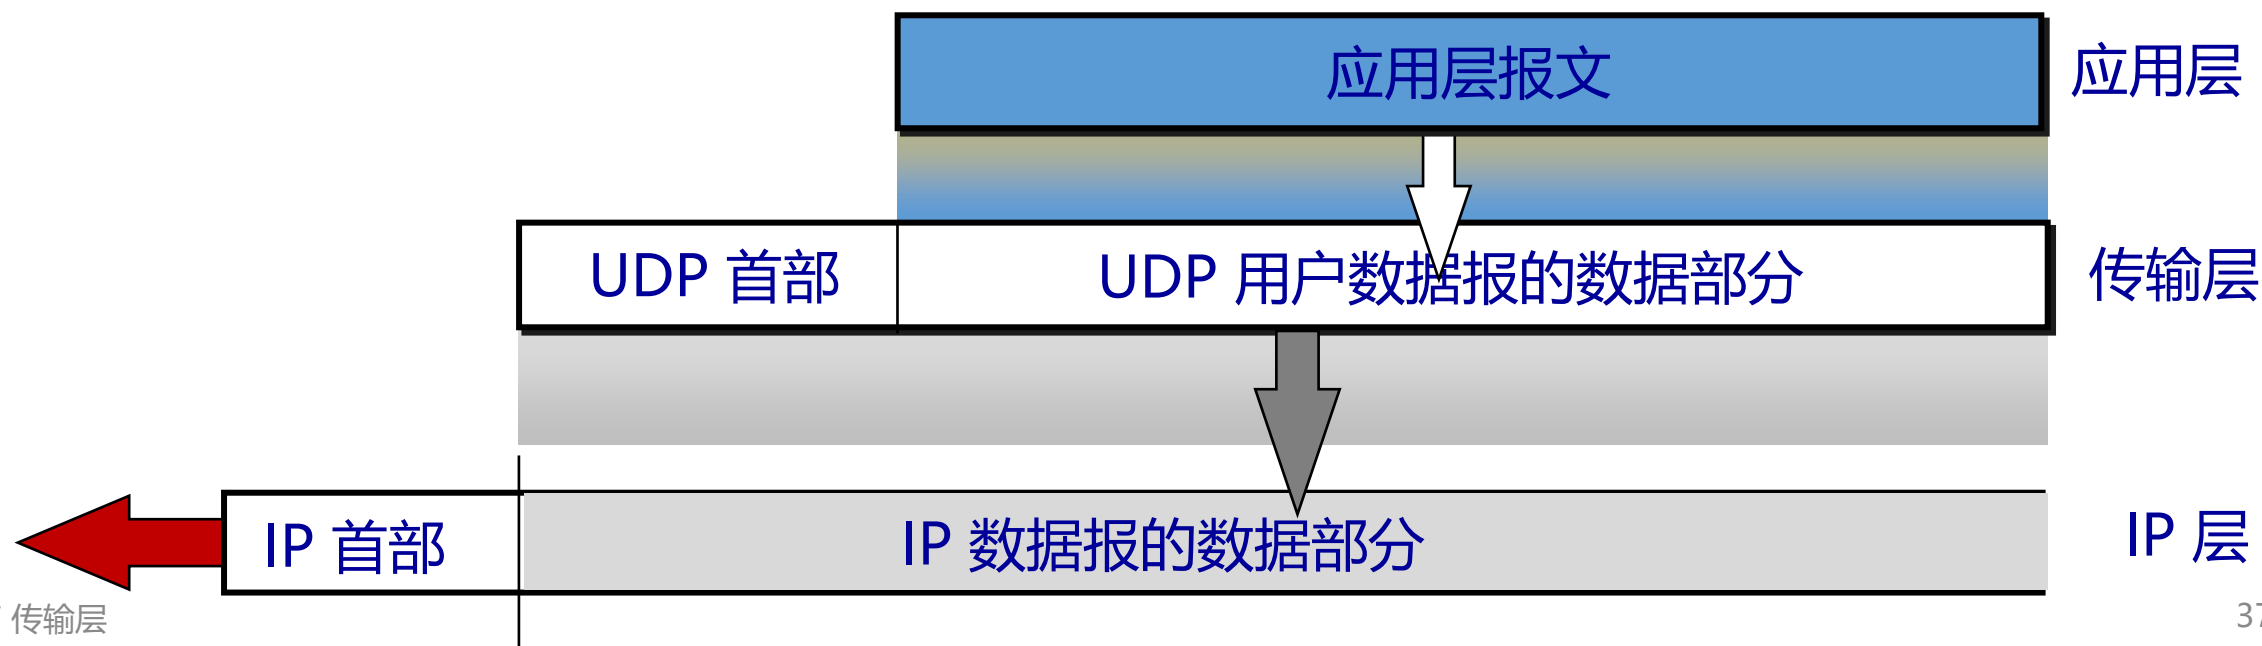 应用层报文
应用层
UDP 首部
UDP 用户数据报的数据部分
传输层
IP 首部
IP 数据报的数据部分
IP 层
传输层
37